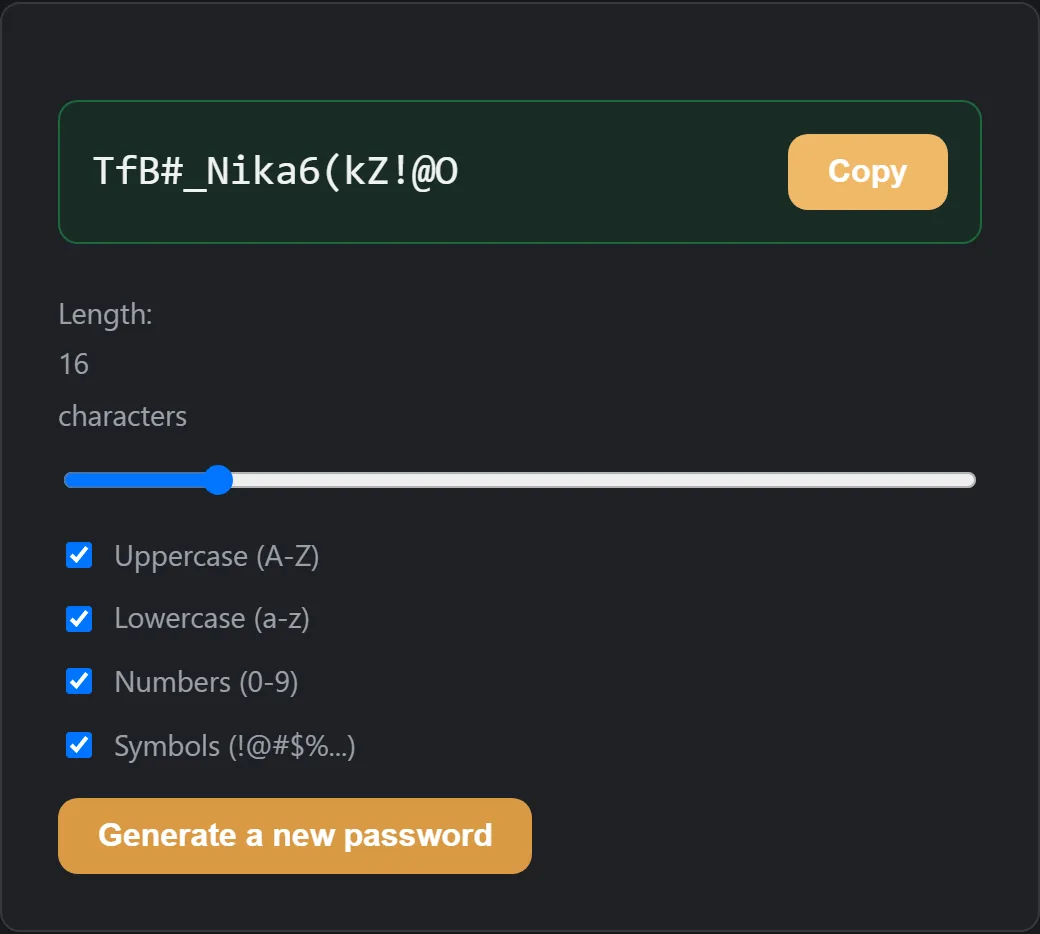 TfB#_Nika6(kZ!@O
Copy
Length:
16
characters
Uppercase (A-Z)
Lowercase (a-z)
Numbers (0-9)
Symbols (!@#$%...)
Generate a new password